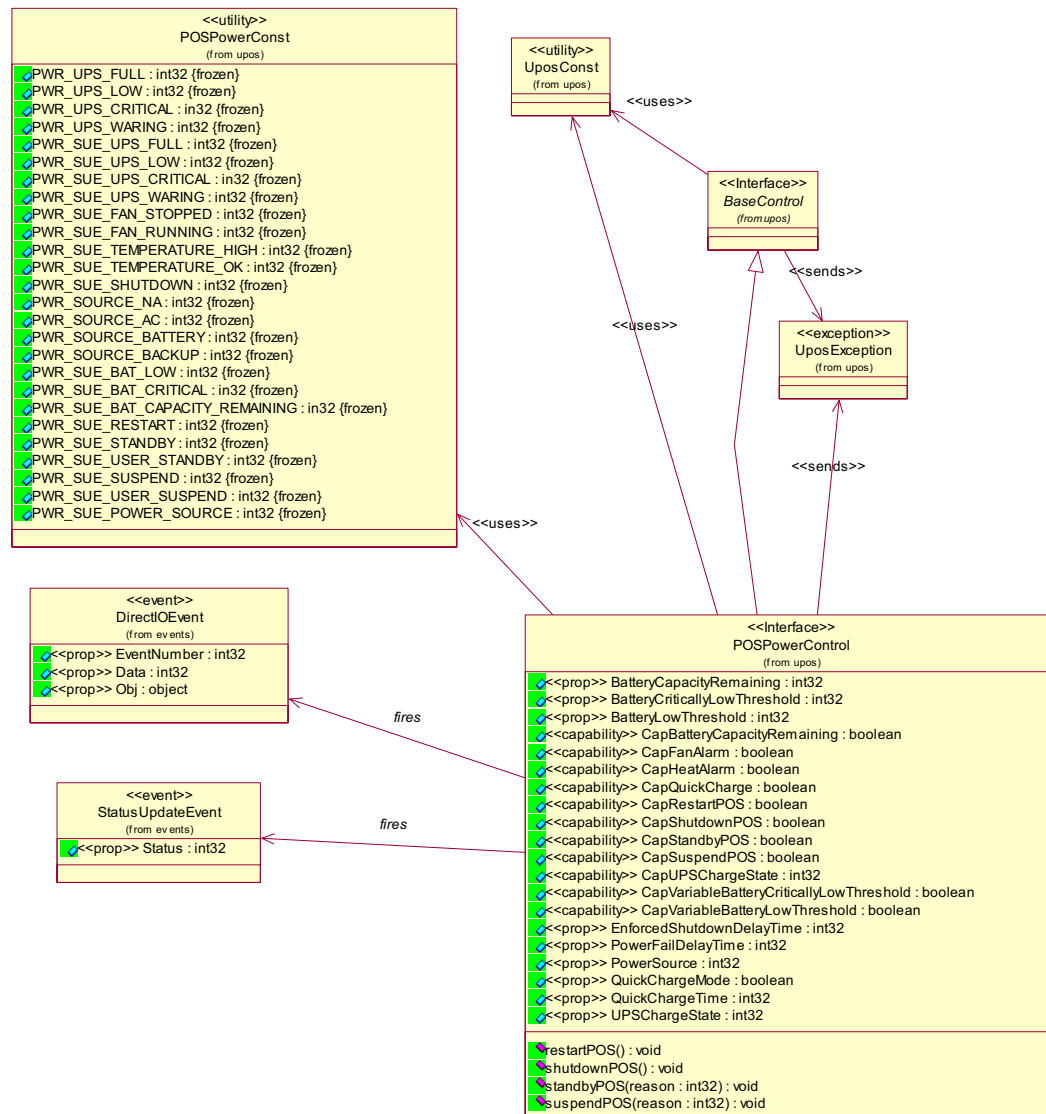 <<utility>>
POSPowerConst
(from upos)
PWR_UPS_FULL : int32 {frozen}
PWR_UPS_LOW : int32 {frozen}
PWR_UPS_CRITICAL : in32 {frozen}
PWR_UPS_WARING : int32 {frozen}
PWR_SUE_UPS_FULL : int32 {frozen}
PWR_SUE_UPS_LOW : int32 {frozen}
PWR_SUE_UPS_CRITICAL : in32 {frozen}
PWR_SUE_UPS_WARING : int32 {frozen}
PWR_SUE_FAN_STOPPED : int32 {frozen}
PWR_SUE_FAN_RUNNING : int32 {frozen}
PWR_SUE_TEMPERATURE_HIGH : int32 {frozen}
PWR_SUE_TEMPERATURE_OK : int32 {frozen}
PWR_SUE_SHUTDOWN : int32 {frozen}
PWR_SOURCE_NA : int32 {frozen}
PWR_SOURCE_AC : int32 {frozen}
PWR_SOURCE_BATTERY : int32 {frozen}
PWR_SOURCE_BACKUP : int32 {frozen}
PWR_SUE_BAT_LOW : int32 {frozen}
PWR_SUE_BAT_CRITICAL : in32 {frozen}
PWR_SUE_BAT_CAPACITY_REMAINING : in32 {frozen}
PWR_SUE_RESTART : int32 {frozen}
PWR_SUE_STANDBY : int32 {frozen}
PWR_SUE_USER_STANDBY : int32 {frozen}
PWR_SUE_SUSPEND : int32 {frozen}
PWR_SUE_USER_SUSPEND : int32 {frozen}
PWR_SUE_POWER_SOURCE : int32 {frozen}
<<utility>>
UposConst
(from upos)
<<uses>>
<<Interface>>
BaseControl
(from upos)
<<sends>>
<<exception>>
UposException
(from upos)
<<uses>>
<<sends>>
<<uses>>
<<event>>
DirectIOEvent
(from events)
<<prop>> EventNumber : int32
<<prop>> Data : int32
<<prop>> Obj : object
fires
<<event>>
StatusUpdateEvent
(from events)
<<prop>> Status : int32
fires
<<Interface>>
POSPowerControl
(from upos)
<<prop>> BatteryCapacityRemaining : int32
<<prop>> BatteryCriticallyLowThreshold : int32
<<prop>> BatteryLowThreshold : int32
<<capability>> CapBatteryCapacityRemaining : boolean
<<capability>> CapFanAlarm : boolean
<<capability>> CapHeatAlarm : boolean
<<capability>> CapQuickCharge : boolean
<<capability>> CapRestartPOS : boolean
<<capability>> CapShutdownPOS : boolean
<<capability>> CapStandbyPOS : boolean
<<capability>> CapSuspendPOS : boolean
<<capability>> CapUPSChargeState : int32
<<capability>> CapVariableBatteryCriticallyLowThreshold : boolean
<<capability>> CapVariableBatteryLowThreshold : boolean
<<prop>> EnforcedShutdownDelayTime : int32
<<prop>> PowerFailDelayTime : int32
<<prop>> PowerSource : int32
<<prop>> QuickChargeMode : boolean
<<prop>> QuickChargeTime : int32
<<prop>> UPSChargeState : int32
restartPOS() : void
shutdownPOS() : void
standbyPOS(reason : int32) : void
suspendPOS(reason : int32) : void